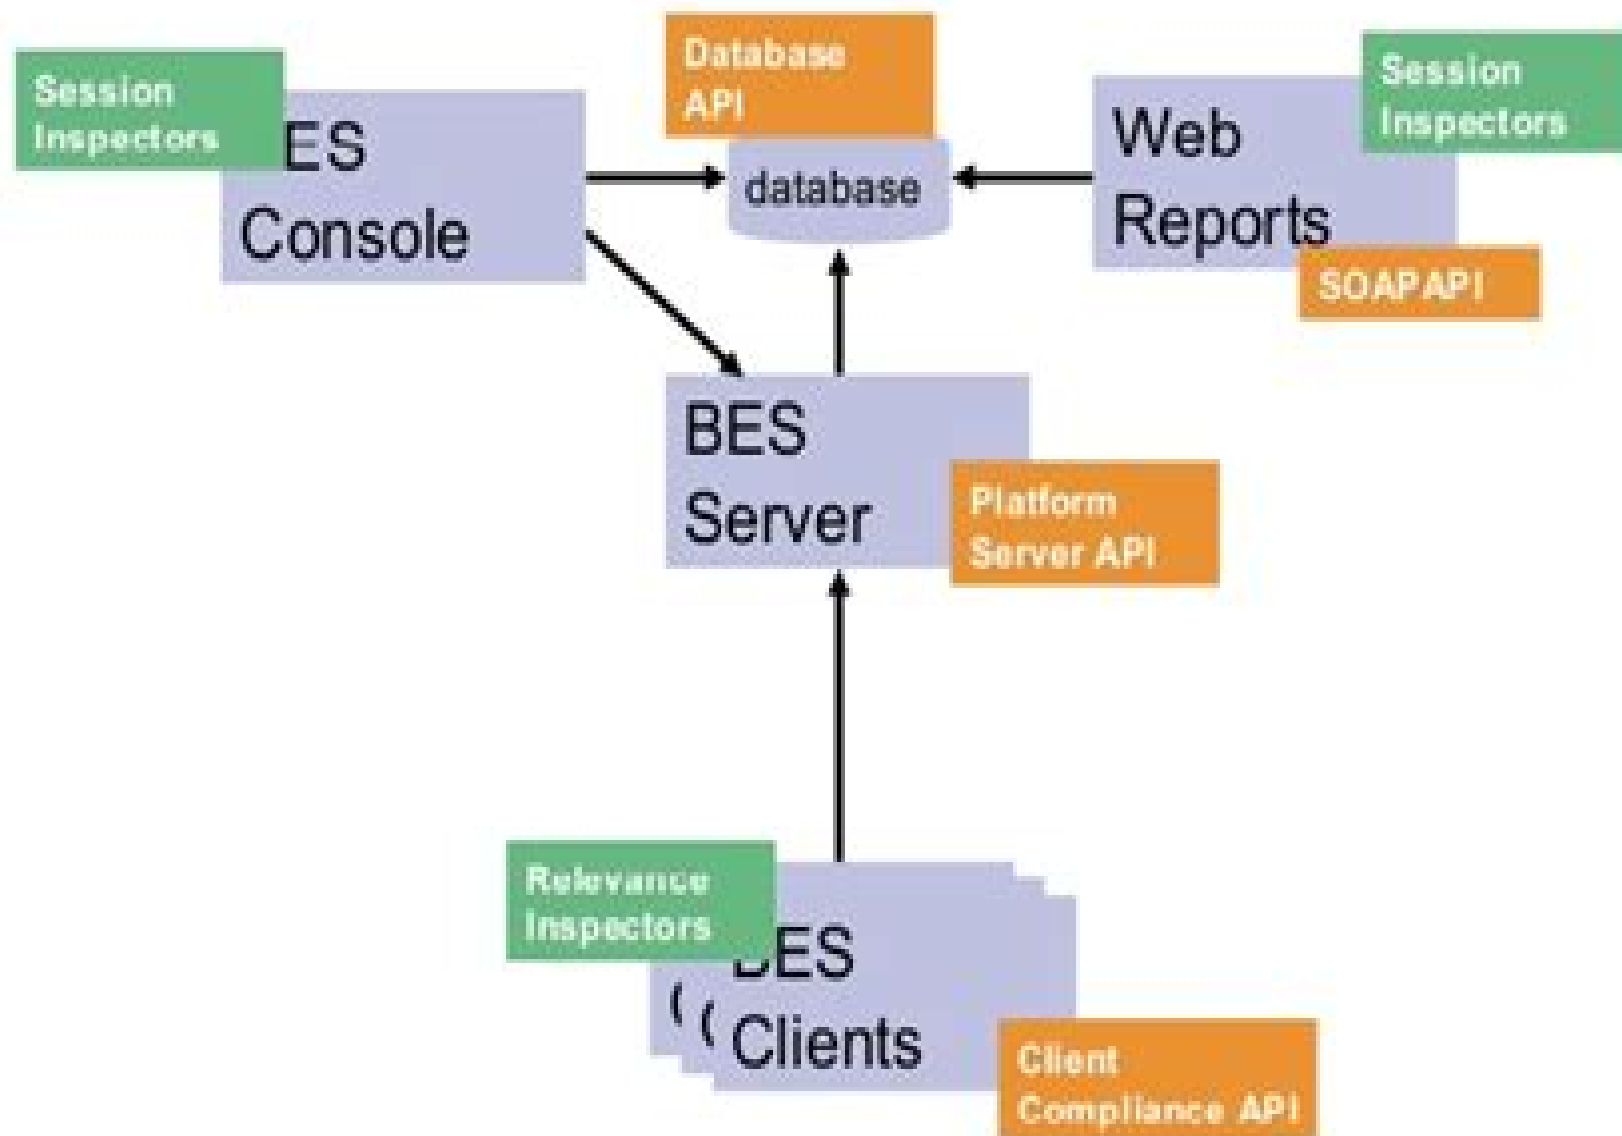 Session
Inspectors
ES
Console
Database
API
database
Session
Inspectors
Web
Reports
SOAPAPI
BES
Server
Platform
Server API
Relevance
Inspectors
BES
Clients
Client
Compliance API